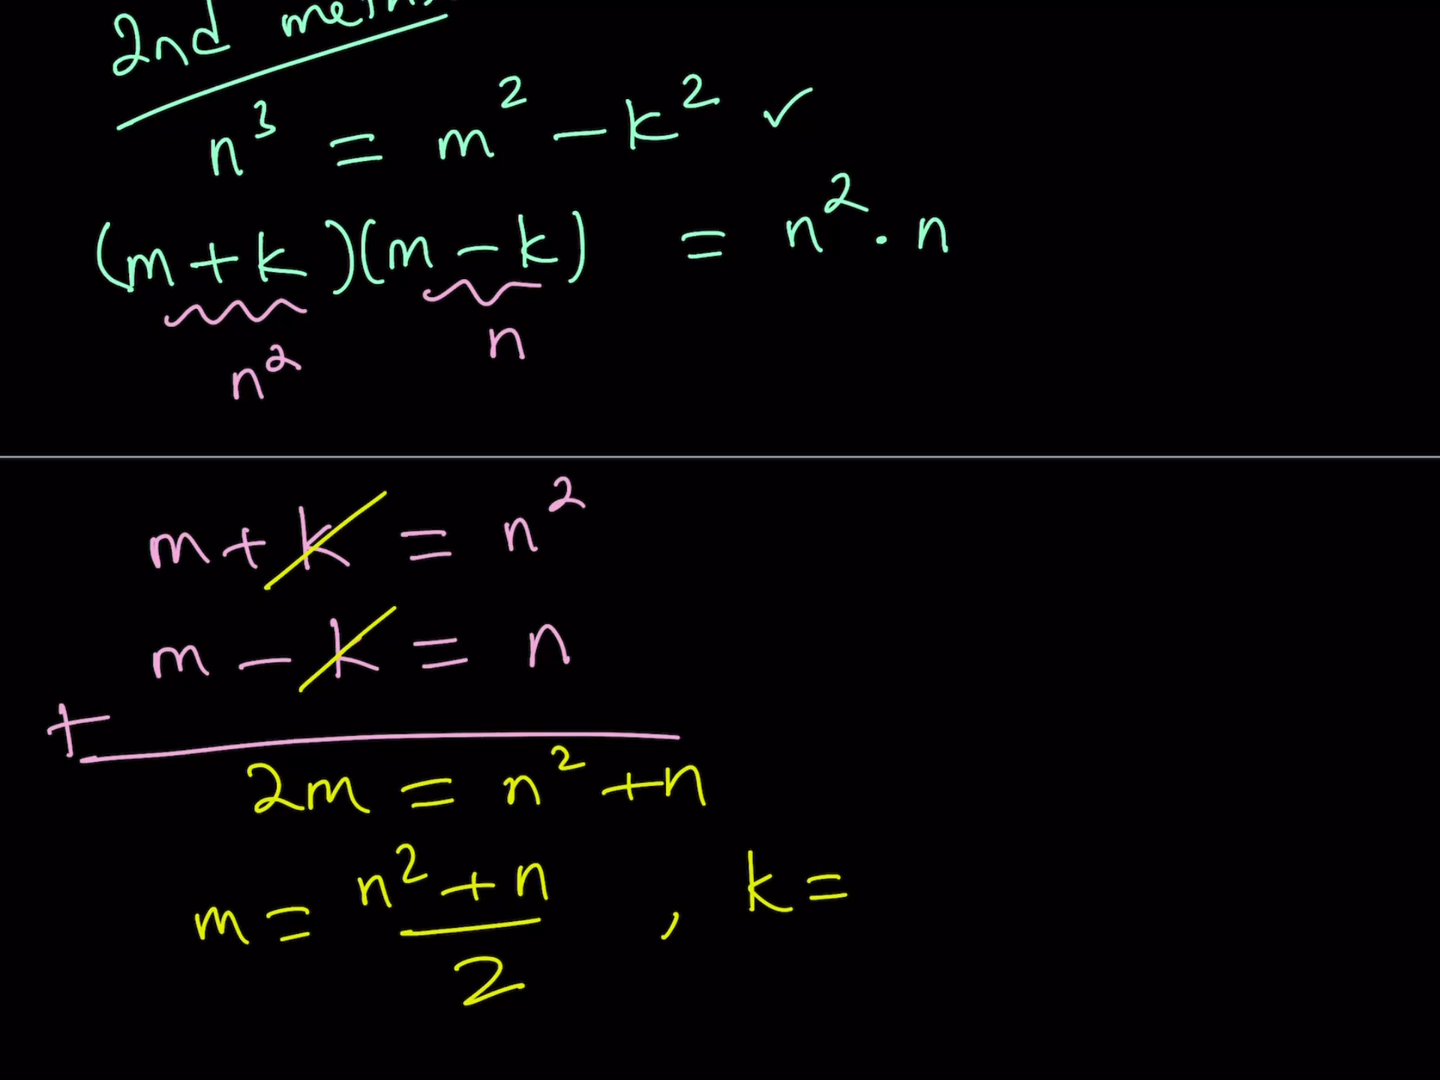 2nd
n³ = m² − k² ✓
(m + k)(m − k) = n² · n
n² n
m + k = n²
m − k = n
+
2m = n² + n
m = (n² + n)/2 , k =